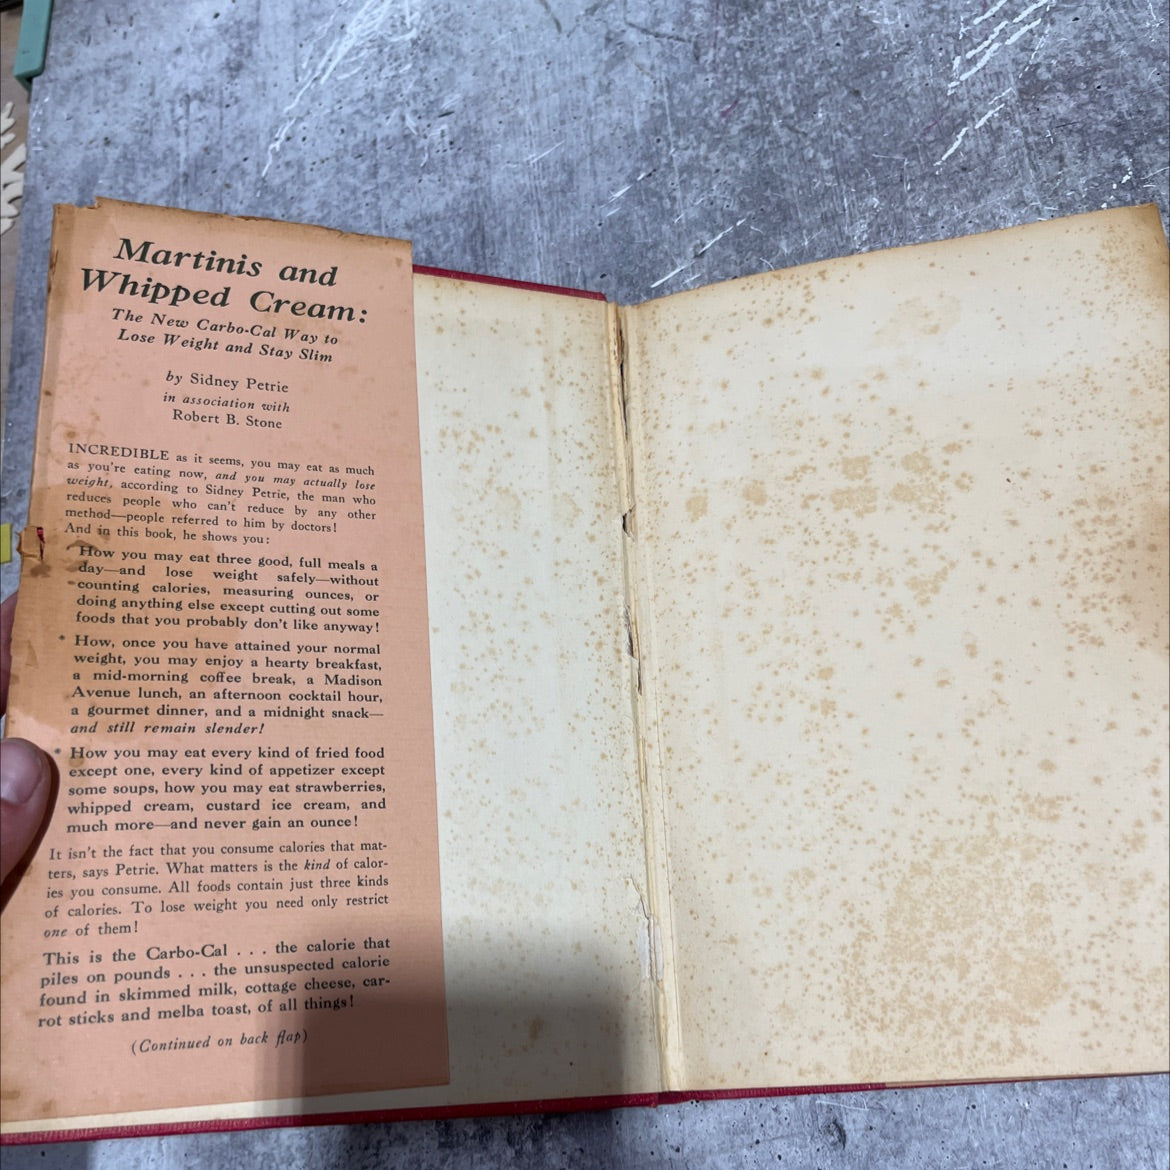 Martinis and
Whipped Cream:
The New Carbo-Cal Way to
Lose Weight and Stay Slim
by Sidney Petrie
in association with
Robert B. Stone
INCREDIBLE as it seems, you may eat as much
as you're eating now, and you may actually lose
weight, according to Sidney Petrie, the man who
reduces people who can't reduce by any other
method—people referred to him by doctors!
And in this book, he shows you:
* How you may eat three good, full meals a
day—and lose weight safely—without
counting calories, measuring ounces, or
doing anything else except cutting out some
foods that you probably don't like anyway!
* How, once you have attained your normal
weight, you may enjoy a hearty breakfast,
a mid-morning coffee break, a Madison
Avenue lunch, an afternoon cocktail hour,
a gourmet dinner, and a midnight snack—
and still remain slender!
* How you may eat every kind of fried food
except one, every kind of appetizer except
some soups, how you may eat strawberries,
whipped cream, custard ice cream, and
much more—and never gain an ounce!
It isn't the fact that you consume calories that mat-
ters, says Petrie. What matters is the kind of calor-
ies you consume. All foods contain just three kinds
of calories. To lose weight you need only restrict
one of them!
This is the Carbo-Cal . . . the calorie that
piles on pounds . . . the unsuspected calorie
found in skimmed milk, cottage cheese, car-
rot sticks and melba toast, of all things!
(Continued on back flap)